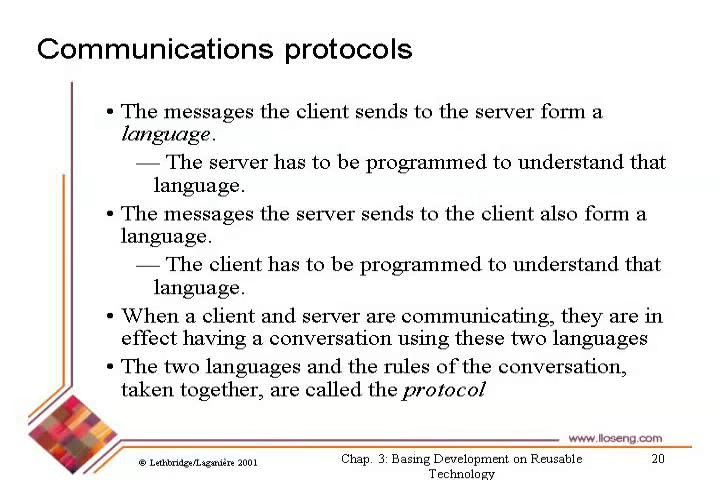 Communications protocols
• The messages the client sends to the server form a
language.
— The server has to be programmed to understand that
language.
• The messages the server sends to the client also form a
language.
— The client has to be programmed to understand that
language.
• When a client and server are communicating, they are in
effect having a conversation using these two languages
• The two languages and the rules of the conversation,
taken together, are called the protocol
www.lloseng.com
© Lethbridge/Laganière 2001
Chap. 3: Basing Development on Reusable
Technology
20